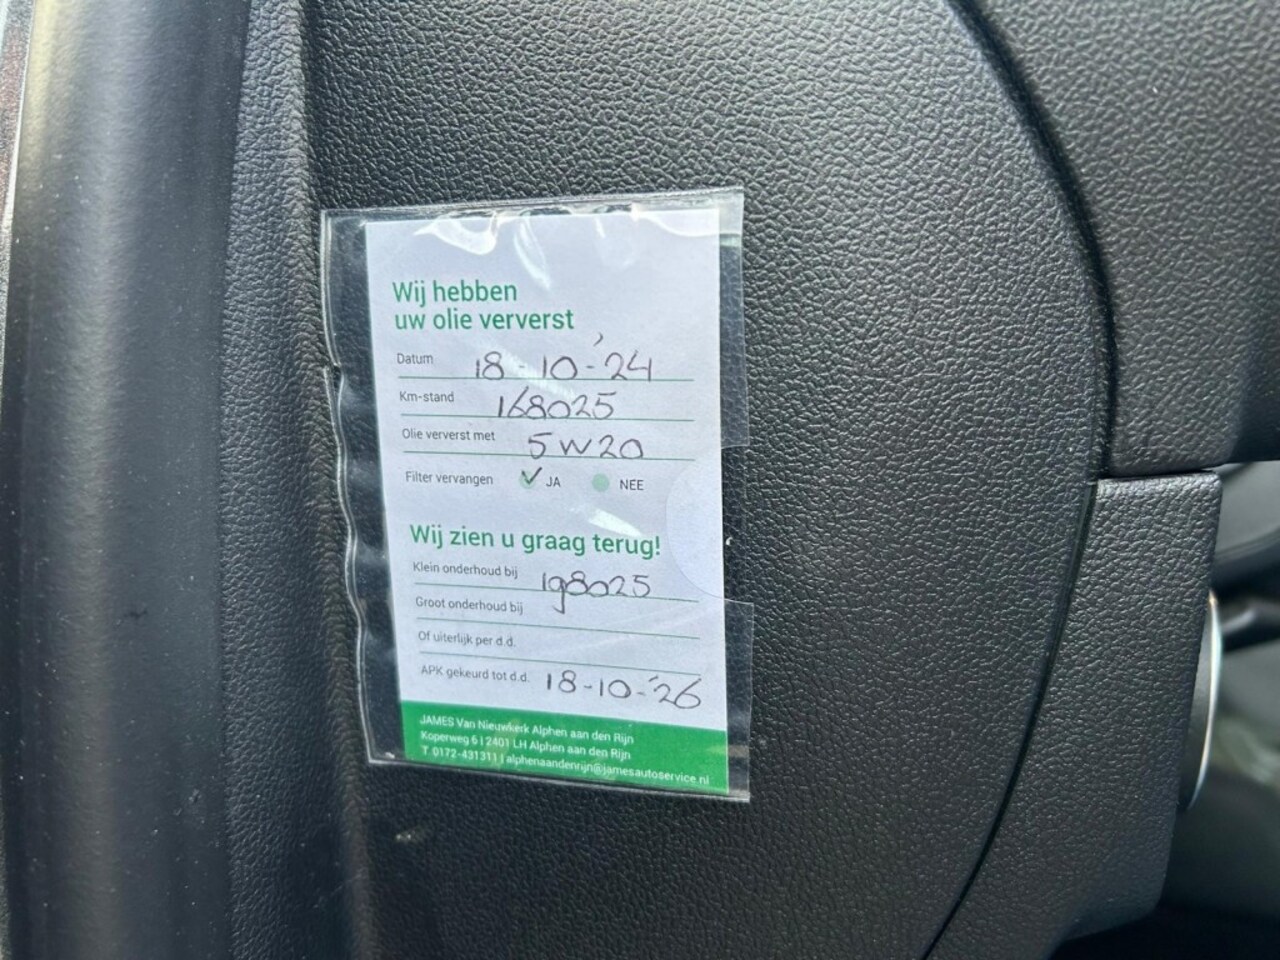 Wij hebben
uw olie ververst
Datum 18-10-'24
Km-stand 168025
Olie ververst met 5W20
Filter vervangen ✓ JA NEE
Wij zien u graag terug!
Klein onderhoud bij 198025
Groot onderhoud bij
Of uiterlijk per d.d.
APK gekeurd tot d.d. 18-10-'26
JAMES Van Nieuwkerk Alphen aan den Rijn
Koperweg 6 | 2401 LH Alphen aan den Rijn
T 0172-431311 | alphenaandenrijn@jamesautoservice.nl